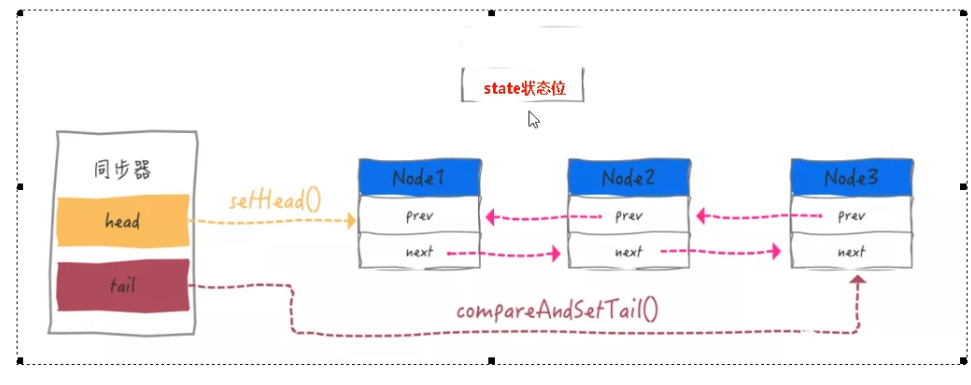 state状态位
同步器
head
tail
setHead()
Node1
prev
next
Node2
prev
next
Node3
prev
next
compareAndSetTail()